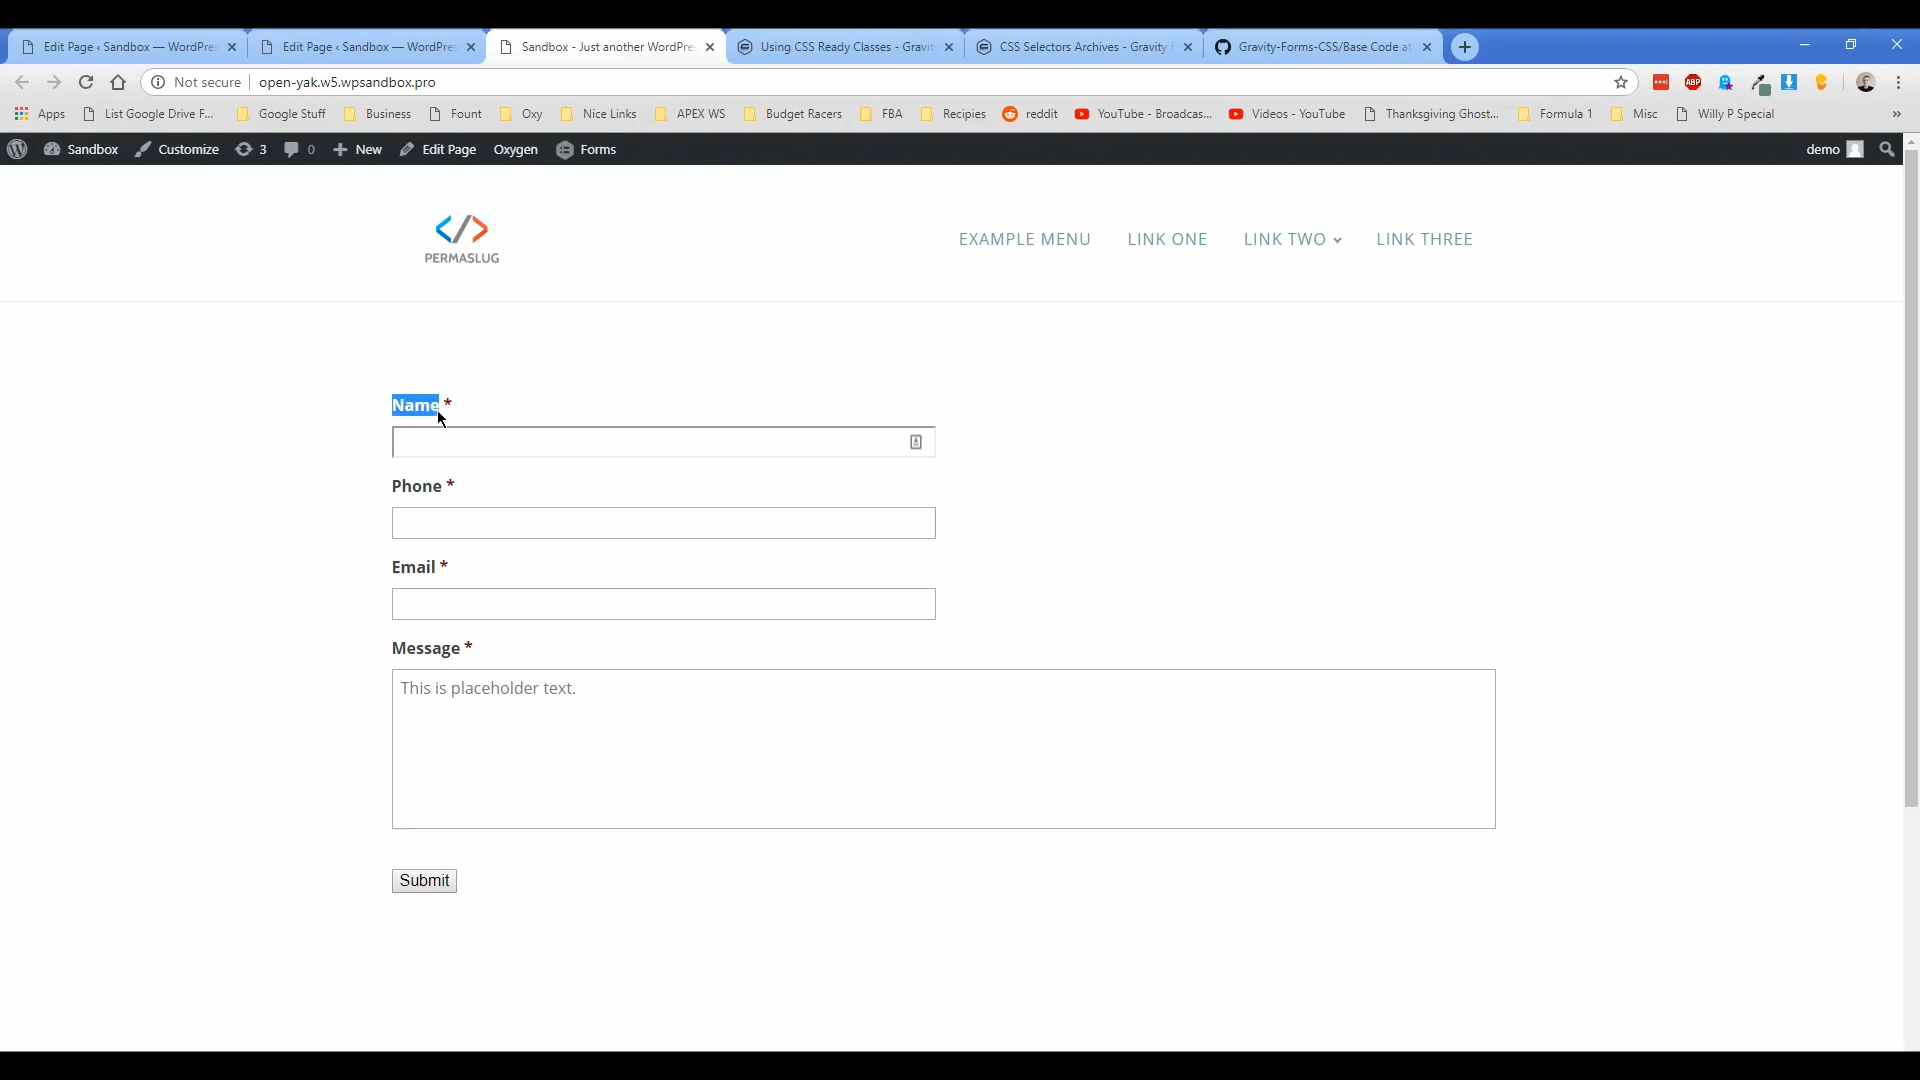 Edit Page ‹ Sandbox — WordPre
Edit Page ‹ Sandbox — WordPre
Sandbox - Just another WordPre
Using CSS Ready Classes - Gravit
CSS Selectors Archives - Gravity F
Gravity-Forms-CSS/Base Code at
Not secure
open-yak.w5.wpsandbox.pro
ABP
Apps
List Google Drive F...
Google Stuff
Business
Fount
Oxy
Nice Links
APEX WS
Budget Racers
FBA
Recipies
reddit
YouTube - Broadcas...
Videos - YouTube
Thanksgiving Ghost...
Formula 1
Misc
Willy P Special
»
Sandbox
Customize
3
0
New
Edit Page
Oxygen
Forms
demo
PERMASLUG
EXAMPLE MENU
LINK ONE
LINK TWO
LINK THREE
Name *
Phone *
Email *
Message *
This is placeholder text.
Submit